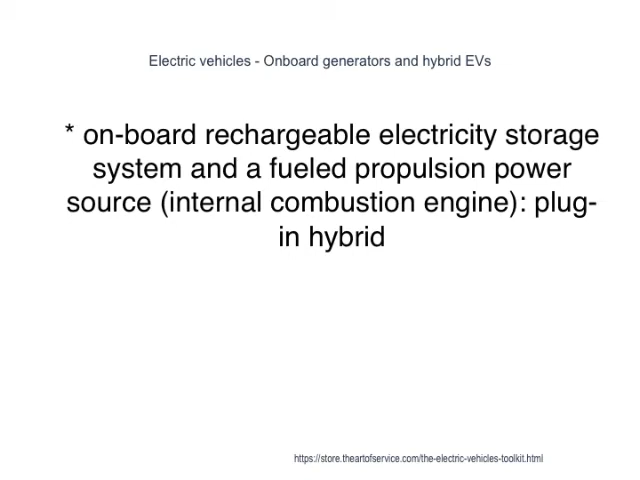 Electric vehicles - Onboard generators and hybrid EVs
* on-board rechargeable electricity storage
system and a fueled propulsion power
source (internal combustion engine): plug-
in hybrid
https://store.theartofservice.com/the-electric-vehicles-toolkit.html